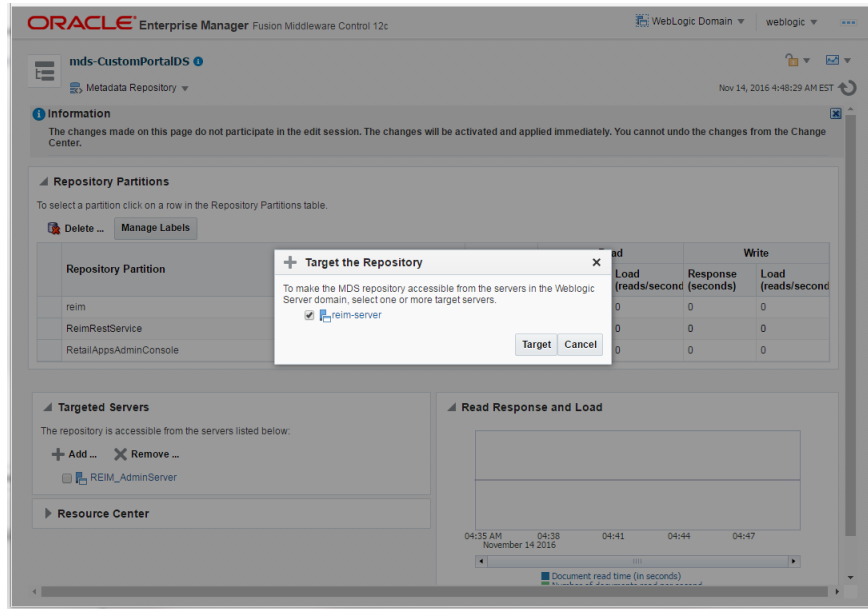 ORACLE Enterprise Manager Fusion Middleware Control 12c
WebLogic Domain
weblogic
mds-CustomPortalDS
Metadata Repository
Nov 14, 2016 4:48:29 AM EST
Information
The changes made on this page do not participate in the edit session. The changes will be activated and applied immediately. You cannot undo the changes from the Change
Center.
Repository Partitions
To select a partition click on a row in the Repository Partitions table.
Delete ...
Manage Labels
Repository Partition
Write
Load
(reads/second
Response
(seconds)
Load
(reads/second
reim
0
0
0
ReimRestService
0
0
0
RetailAppsAdminConsole
0
0
0
Target the Repository
To make the MDS repository accessible from the servers in the Weblogic
Server domain, select one or more target servers.
reim-server
Target
Cancel
Targeted Servers
The repository is accessible from the servers listed below:
Add ...
Remove ...
REIM_AdminServer
Resource Center
Read Response and Load
04:35 AM
04:38
04:41
04:44
04:47
November 14 2016
Document read time (in seconds)